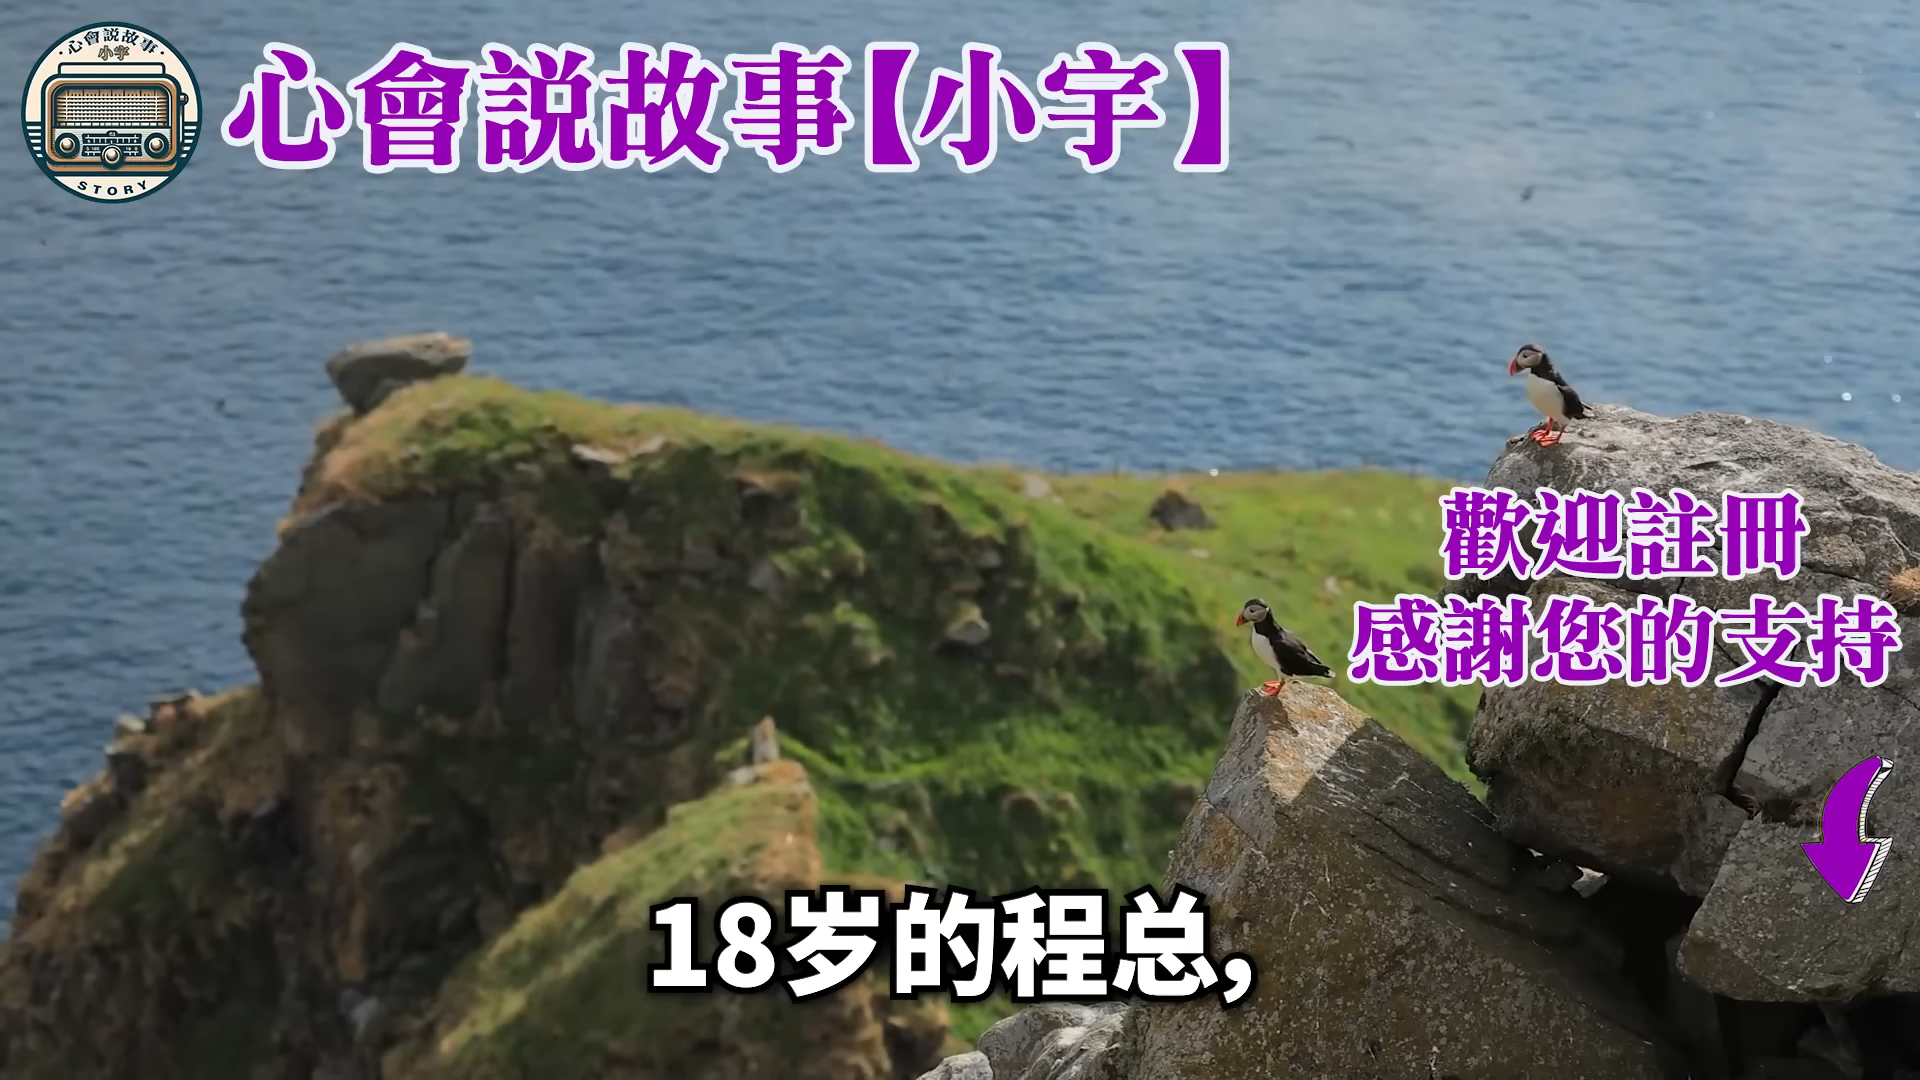 ·心會説故事·
小宇
STORY
心會説故事【小宇】
歡迎註冊
感謝您的支持
18岁的程总,